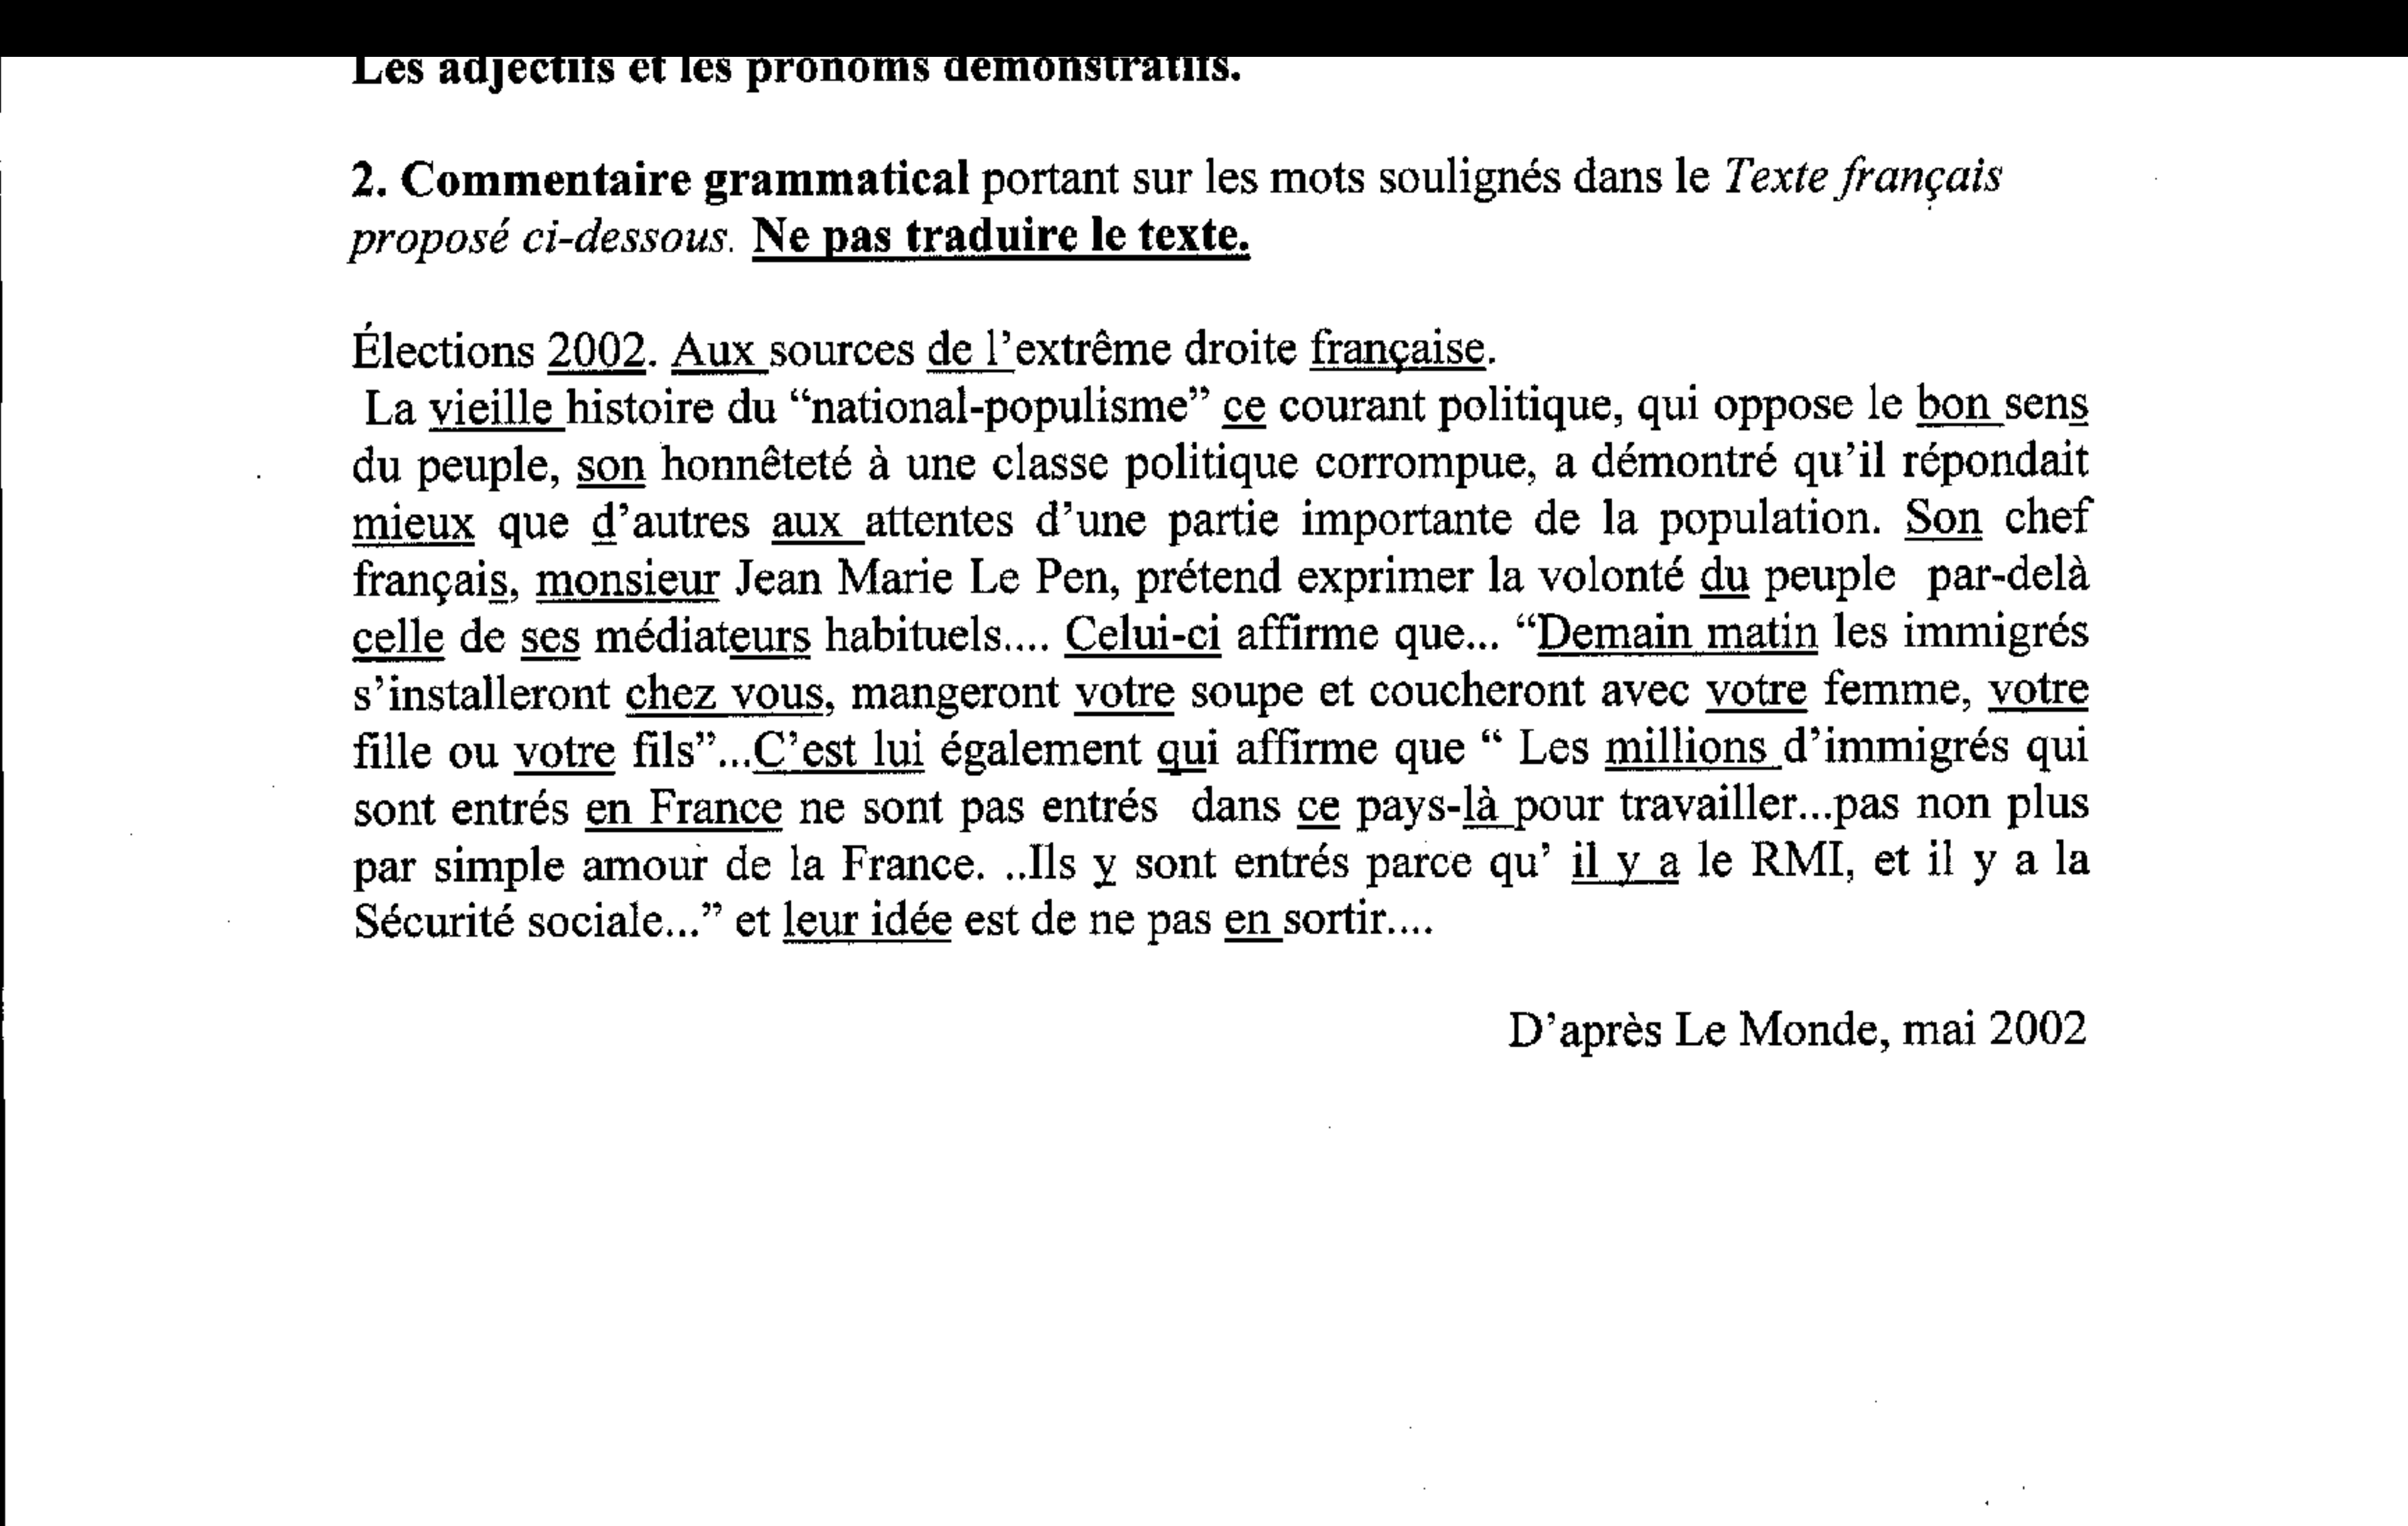 Les adjectifs et les pronoms démonstratifs.
2. Commentaire grammatical portant sur les mots soulignés dans le Texte français
proposé ci-dessous. Ne pas traduire le texte.
Élections 2002. Aux sources de l'extrême droite française.
La vieille histoire du “national-populisme” ce courant politique, qui oppose le bon sens
du peuple, son honnêteté à une classe politique corrompue, a démontré qu'il répondait
mieux que d'autres aux attentes d'une partie importante de la population. Son chef
français, monsieur Jean Marie Le Pen, prétend exprimer la volonté du peuple par-delà
celle de ses médiateurs habituels.... Celui-ci affirme que... “Demain matin les immigrés
s'installeront chez vous, mangeront votre soupe et coucheront avec votre femme, votre
fille ou votre fils”...C'est lui également qui affirme que “ Les millions d'immigrés qui
sont entrés en France ne sont pas entrés dans ce pays-là pour travailler...pas non plus
par simple amour de la France. ..Ils y sont entrés parce qu' il y a le RMI, et il y a la
Sécurité sociale...” et leur idée est de ne pas en sortir....
D'après Le Monde, mai 2002